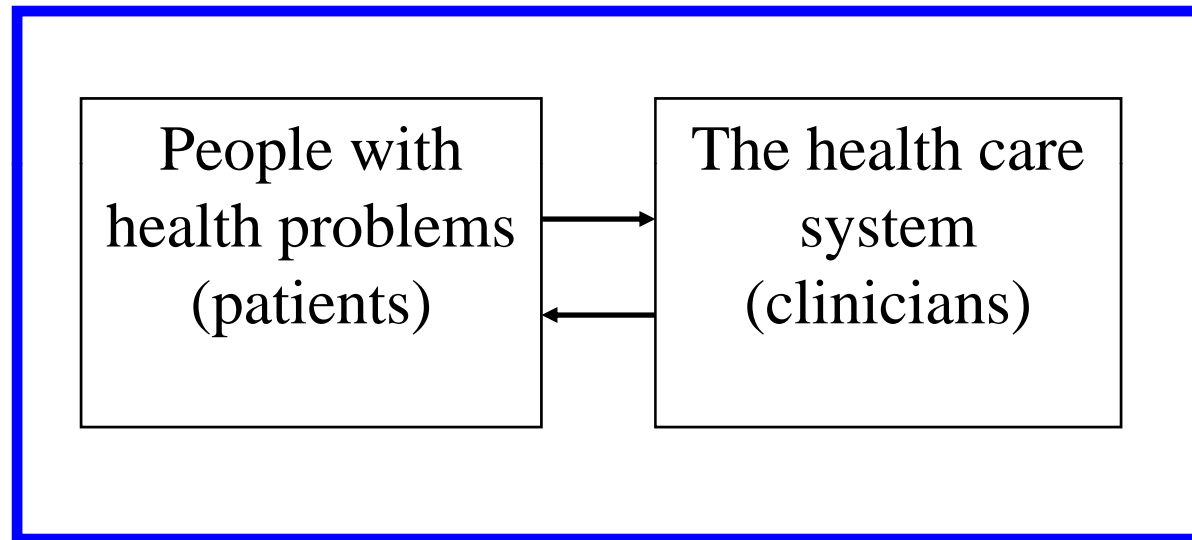 People with
health problems
(patients)
The health care
system
(clinicians)